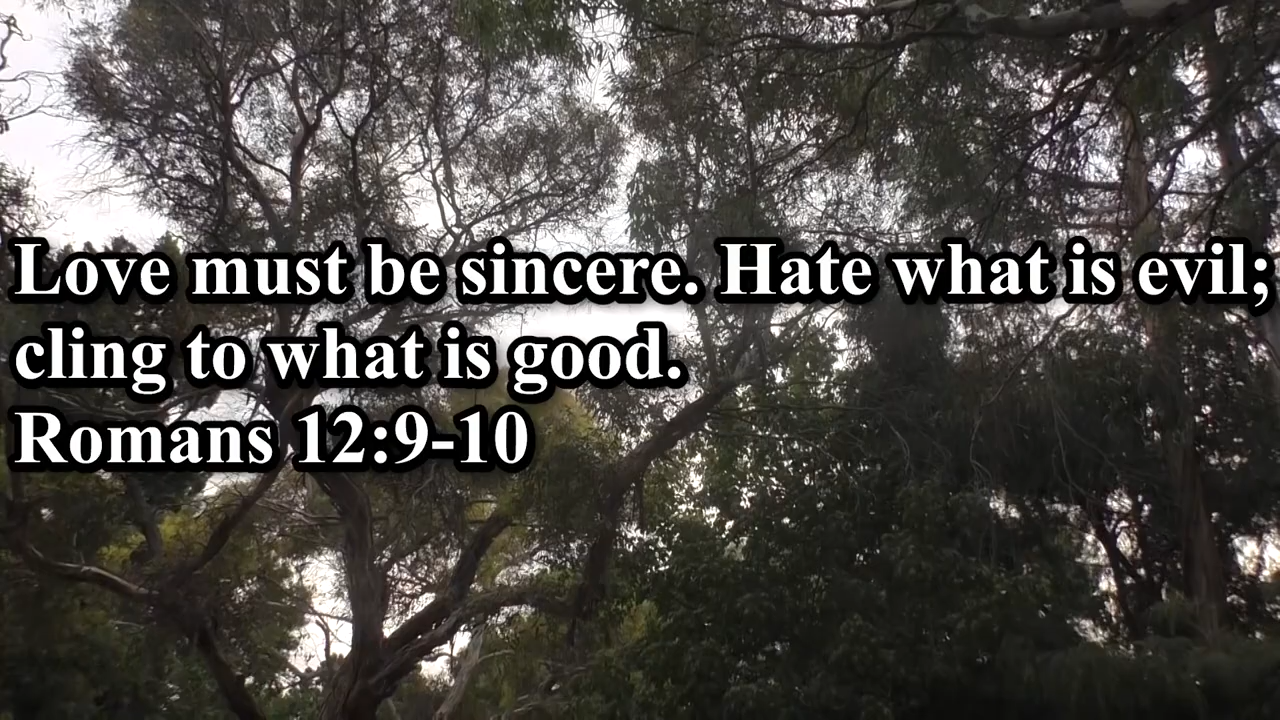 Love must be sincere. Hate what is evil;
cling to what is good.
Romans 12:9-10